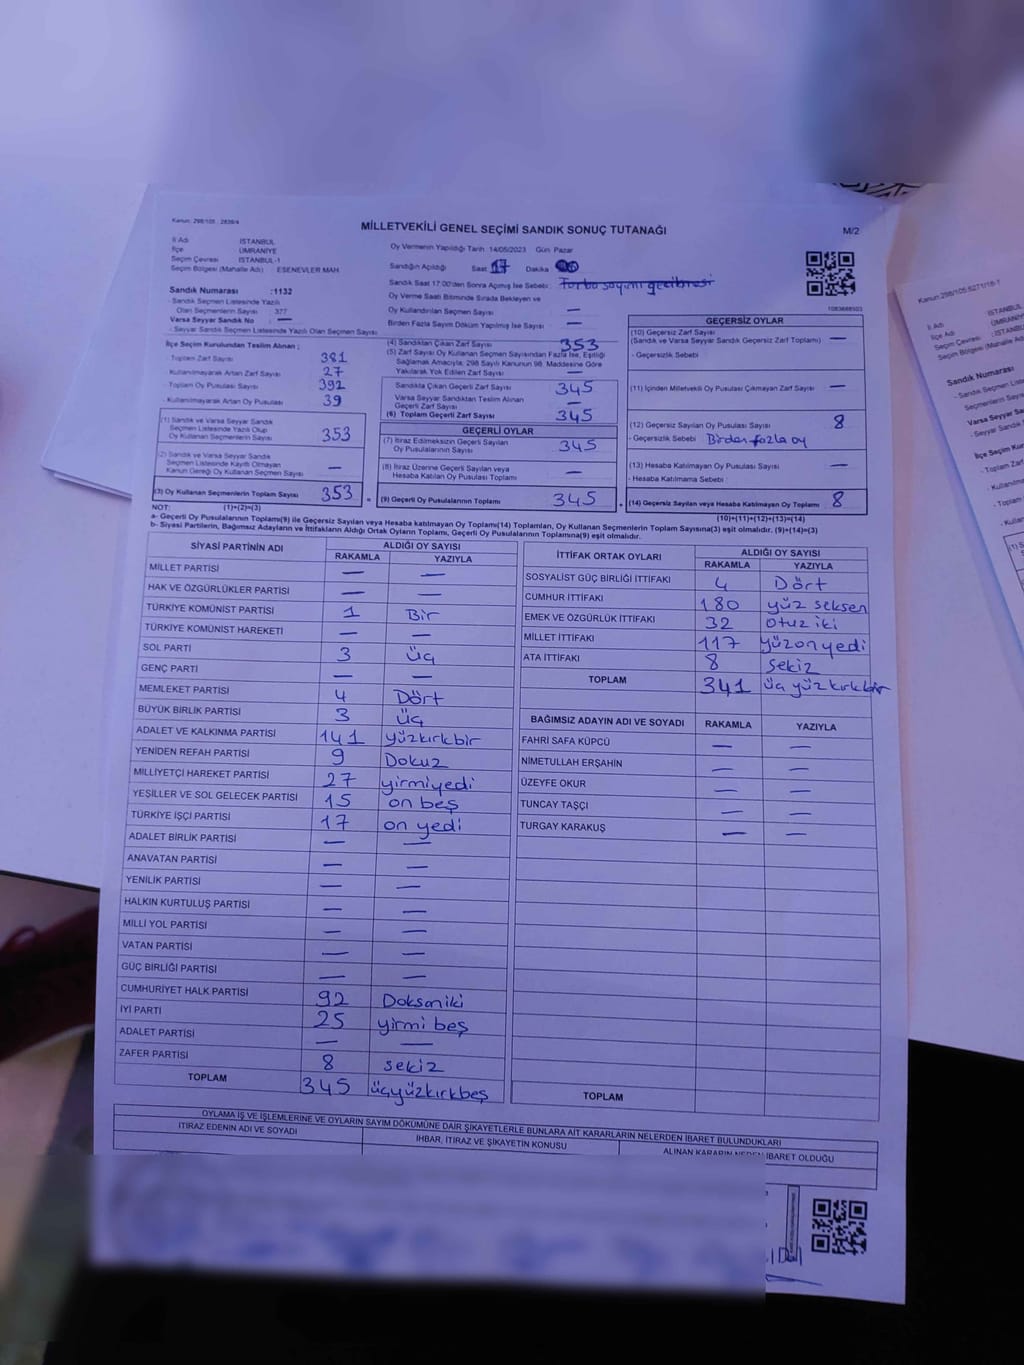 Kanun: 298/105 - 2839/4
MİLLETVEKİLİ GENEL SEÇİMİ SANDIK SONUÇ TUTANAĞI
M/2
İl Adı İSTANBUL
İlçe ÜMRANİYE
Seçim Çevresi İSTANBUL-1
Seçim Bölgesi (Mahalle Adı) : ESENEVLER MAH
Oy Vermenin Yapıldığı Tarih :14/05/2023 Gün: Pazar
Sandığın Açıldığı Saat 17 Dakika
Sandık Saat 17:00'den Sonra Açılmış İse Sebebi: Torba sayımı gecikmesi
Oy Verme Saati Bitiminde Sırada Bekleyen ve
Oy Kullandırılan Seçmen Sayısı —
Birden Fazla Sayım Döküm Yapılmış İse Sayısı —
1083668503
Sandık Numarası :1132
- Sandık Seçmen Listesinde Yazılı
Olan Seçmenlerin Sayısı 377
Varsa Seyyar Sandık No : —
- Seyyar Sandık Seçmen Listesinde Yazılı Olan Seçmen Sayısı
İlçe Seçim Kurulundan Teslim Alınan ;
- Toplam Zarf Sayısı 381
- Kullanılmayarak Artan Zarf Sayısı 27
- Toplam Oy Pusulası Sayısı 392
- Kullanılmayarak Artan Oy Pusulası 39
(1) Sandık ve Varsa Seyyar Sandık
Seçmen Listesinde Yazılı Olup
Oy Kullanan Seçmenlerin Sayısı 353
(2) Sandık ve Varsa Seyyar Sandık
Seçmen Listesinde Kayıtlı Olmayan
Kanun Gereği Oy Kullanan Seçmen Sayısı —
(3) Oy Kullanan Seçmenlerin Toplam Sayısı 353 =
(4) Sandıktan Çıkan Zarf Sayısı 353
(5) Zarf Sayısı Oy Kullanan Seçmen Sayısından Fazla İse, Eşitliği
Sağlamak Amacıyla; 298 Sayılı Kanunun 98. Maddesine Göre
Yakılarak Yok Edilen Zarf Sayısı —
Sandıkta Çıkan Geçerli Zarf Sayısı 345
Varsa Seyyar Sandıktan Teslim Alınan
Geçerli Zarf Sayısı —
(6) Toplam Geçerli Zarf Sayısı 345
GEÇERLİ OYLAR
(7) İtiraz Edilmeksizin Geçerli Sayılan
Oy Pusulalarının Sayısı 345
(8) İtiraz Üzerine Geçerli Sayılan veya
Hesaba Katılan Oy Pusulası Toplamı —
(9) Geçerli Oy Pusulalarının Toplamı 345 +
GEÇERSİZ OYLAR
(10) Geçersiz Zarf Sayısı
(Sandık ve Varsa Seyyar Sandık Geçersiz Zarf Toplamı) —
- Geçersizlik Sebebi
(11) İçinden Milletvekili Oy Pusulası Çıkmayan Zarf Sayısı —
(12) Geçersiz Sayılan Oy Pusulası Sayısı 8
- Geçersizlik Sebebi Birden fazla oy
(13) Hesaba Katılmayan Oy Pusulası Sayısı —
- Hesaba Katılmama Sebebi
(14) Geçersiz Sayılan veya Hesaba Katılmayan Oy Toplamı 8
NOT: (1)+(2)=(3)
(10)+(11)+(12)+(13)=(14)
a- Geçerli Oy Pusulalarının Toplamı(9) ile Geçersiz Sayılan veya Hesaba katılmayan Oy Toplamı(14) Toplamları, Oy Kullanan Seçmenlerin Toplam Sayısına(3) eşit olmalıdır. (9)+(14)=(3)
b- Siyasi Partilerin, Bağımsız Adayların ve İttifakların Aldığı Ortak Oyların Toplamı, Geçerli Oy Pusulalarının Toplamına(9) eşit olmalıdır.
SİYASİ PARTİNİN ADI ALDIĞI OY SAYISI
RAKAMLA YAZIYLA
MİLLET PARTİSİ — —
HAK VE ÖZGÜRLÜKLER PARTİSİ — —
TÜRKİYE KOMÜNİST PARTİSİ 1 Bir
TÜRKİYE KOMÜNİST HAREKETİ — —
SOL PARTİ 3 üç
GENÇ PARTİ — —
MEMLEKET PARTİSİ 4 Dört
BÜYÜK BİRLİK PARTİSİ 3 üç
ADALET VE KALKINMA PARTİSİ 141 yüzkırkbir
YENİDEN REFAH PARTİSİ 9 Dokuz
MİLLİYETÇİ HAREKET PARTİSİ 27 yirmiyedi
YEŞİLLER VE SOL GELECEK PARTİSİ 15 on beş
TÜRKİYE İŞÇİ PARTİSİ 17 on yedi
ADALET BİRLİK PARTİSİ — —
ANAVATAN PARTİSİ — —
YENİLİK PARTİSİ — —
HALKIN KURTULUŞ PARTİSİ — —
MİLLİ YOL PARTİSİ — —
VATAN PARTİSİ — —
GÜÇ BİRLİĞİ PARTİSİ — —
CUMHURİYET HALK PARTİSİ 92 Doksaniki
İYİ PARTİ 25 yirmi beş
ADALET PARTİSİ — —
ZAFER PARTİSİ 8 sekiz
TOPLAM 345 üçyüzkırkbeş
İTTİFAK ORTAK OYLARI ALDIĞI OY SAYISI
RAKAMLA YAZIYLA
SOSYALİST GÜÇ BİRLİĞİ İTTİFAKI 4 Dört
CUMHUR İTTİFAKI 180 yüz seksen
EMEK VE ÖZGÜRLÜK İTTİFAKI 32 otuz iki
MİLLET İTTİFAKI 117 yüzonyedi
ATA İTTİFAKI 8 sekiz
TOPLAM 341 üç yüz kırkbir
BAĞIMSIZ ADAYIN ADI VE SOYADI RAKAMLA YAZIYLA
FAHRİ SAFA KÜPCÜ — —
NİMETULLAH ERŞAHİN — —
ÜZEYFE OKUR — —
TUNCAY TAŞÇI — —
TURGAY KARAKUŞ — —
TOPLAM
OYLAMA İŞ VE İŞLEMLERİNE VE OYLARIN SAYIM DÖKÜMÜNE DAİR ŞİKAYETLERLE BUNLARA AİT KARARLARIN NELERDEN İBARET BULUNDUKLARI
İTİRAZ EDENİN ADI VE SOYADI İHBAR, İTİRAZ VE ŞİKAYETİN KONUSU ALINAN KARARIN NEDEN İBARET OLDUĞU
Kanun:298/105;6271/18-1
İl Adı İSTANBUL
İlçe
Seçim Çevresi
Seçim Bölgesi (Mahalle
Sandık Numarası
- Sandık Seçmen
Varsa Seyyar
- Seyyar Sandık
İlçe Seçim